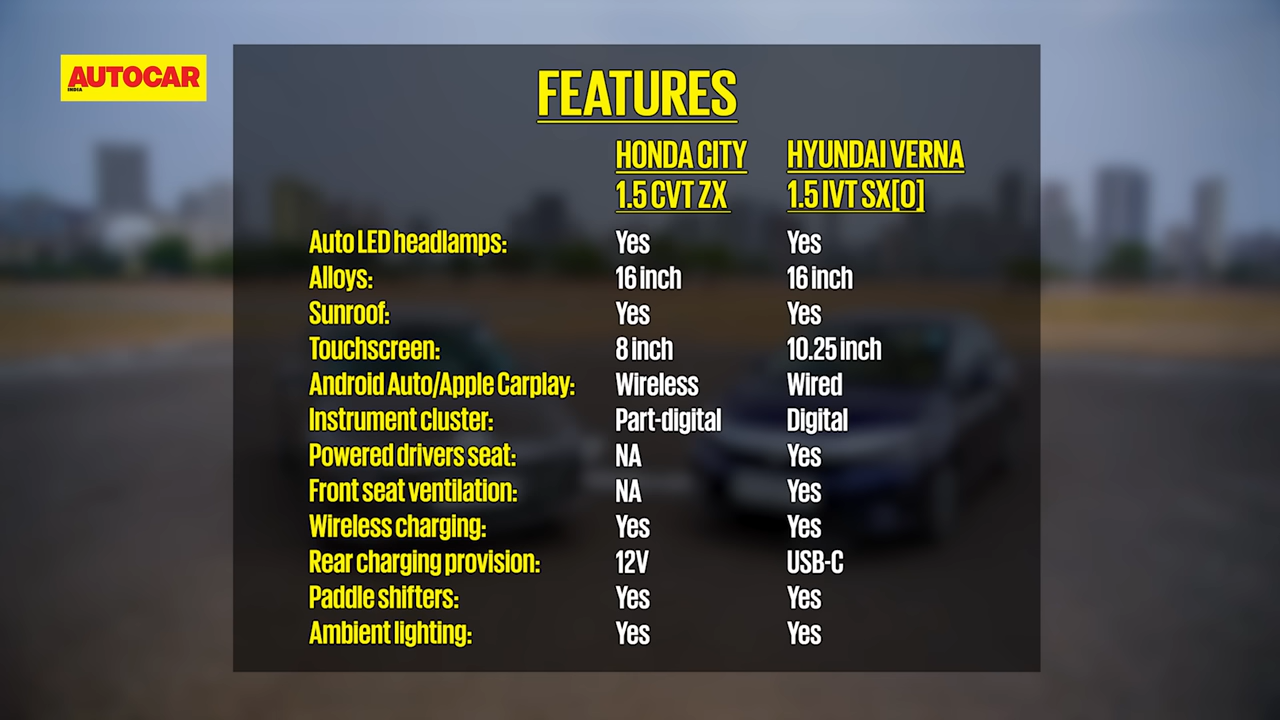 AUTOCAR
INDIA
FEATURES
HONDA CITY HYUNDAI VERNA
1.5 CVT ZX 1.5 IVT SX[O]
Auto LED headlamps: Yes Yes
Alloys: 16 inch 16 inch
Sunroof: Yes Yes
Touchscreen: 8 inch 10.25 inch
Android Auto/Apple Carplay: Wireless Wired
Instrument cluster: Part-digital Digital
Powered drivers seat: NA Yes
Front seat ventilation: NA Yes
Wireless charging: Yes Yes
Rear charging provision: 12V USB-C
Paddle shifters: Yes Yes
Ambient lighting: Yes Yes